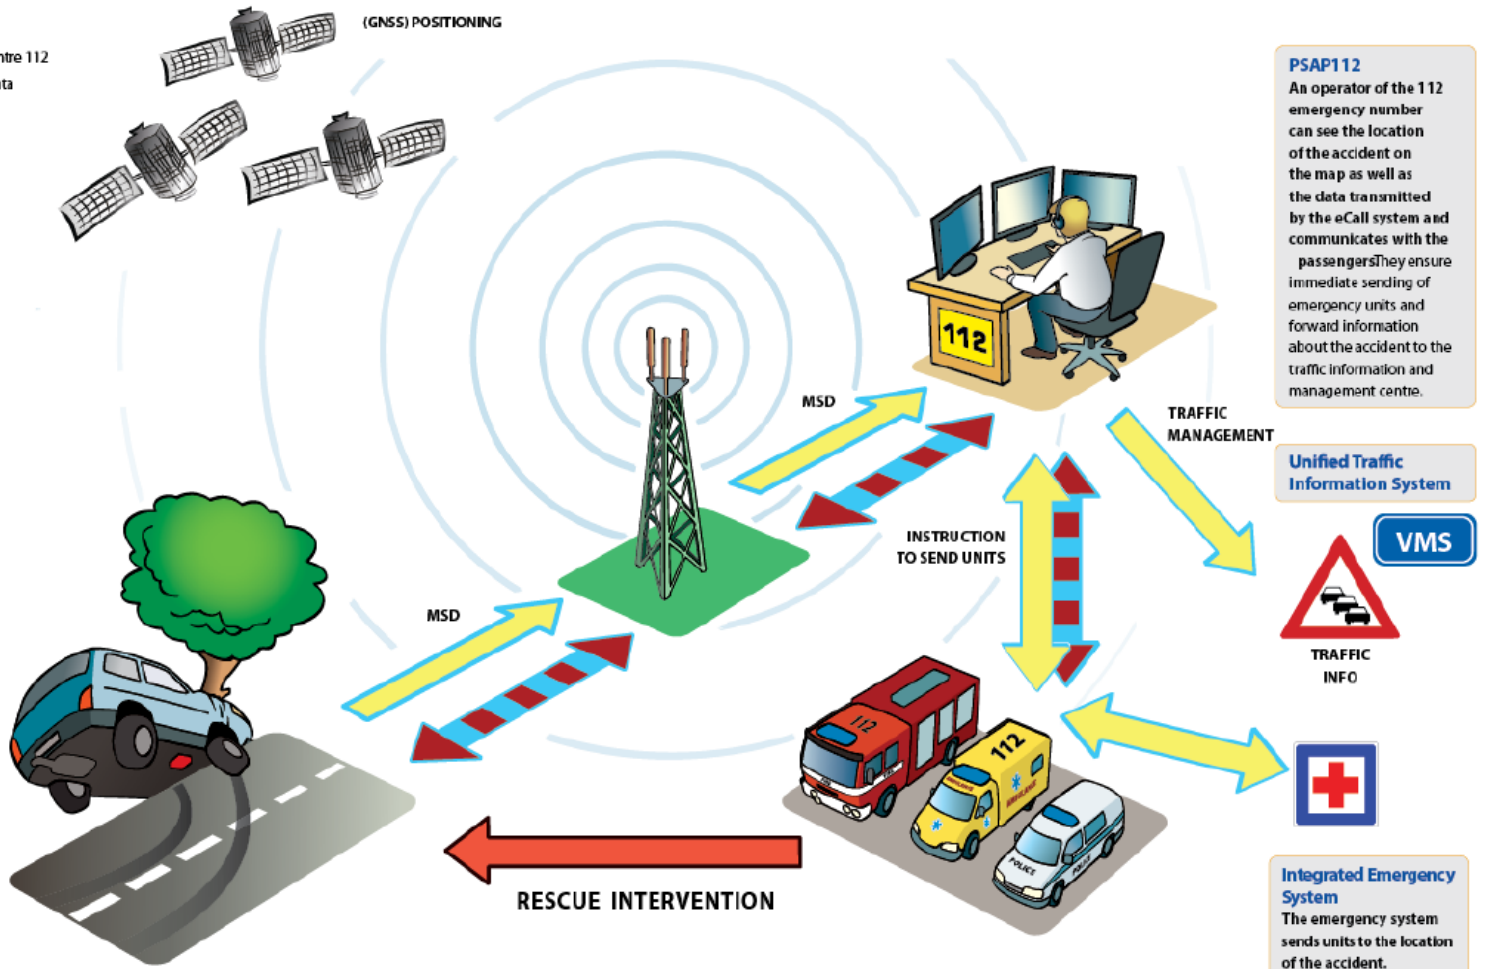 (GNSS) POSITIONING
ntre 112
ata
PSAP112
An operator of the 112
emergency number
can see the location
of the accident on
the map as well as
the data transmitted
by the eCall system and
communicates with the
passengersThey ensure
immediate sending of
emergency units and
forward information
about the accident to the
traffic information and
management centre.
112
MSD
TRAFFIC
MANAGEMENT
Unified Traffic
Information System
VMS
INSTRUCTION
TO SEND UNITS
MSD
TRAFFIC
INFO
112
112
AMBULANCE
POLICE
POLICE
RESCUE INTERVENTION
Integrated Emergency
System
The emergency system
sends units to the location
of the accident.